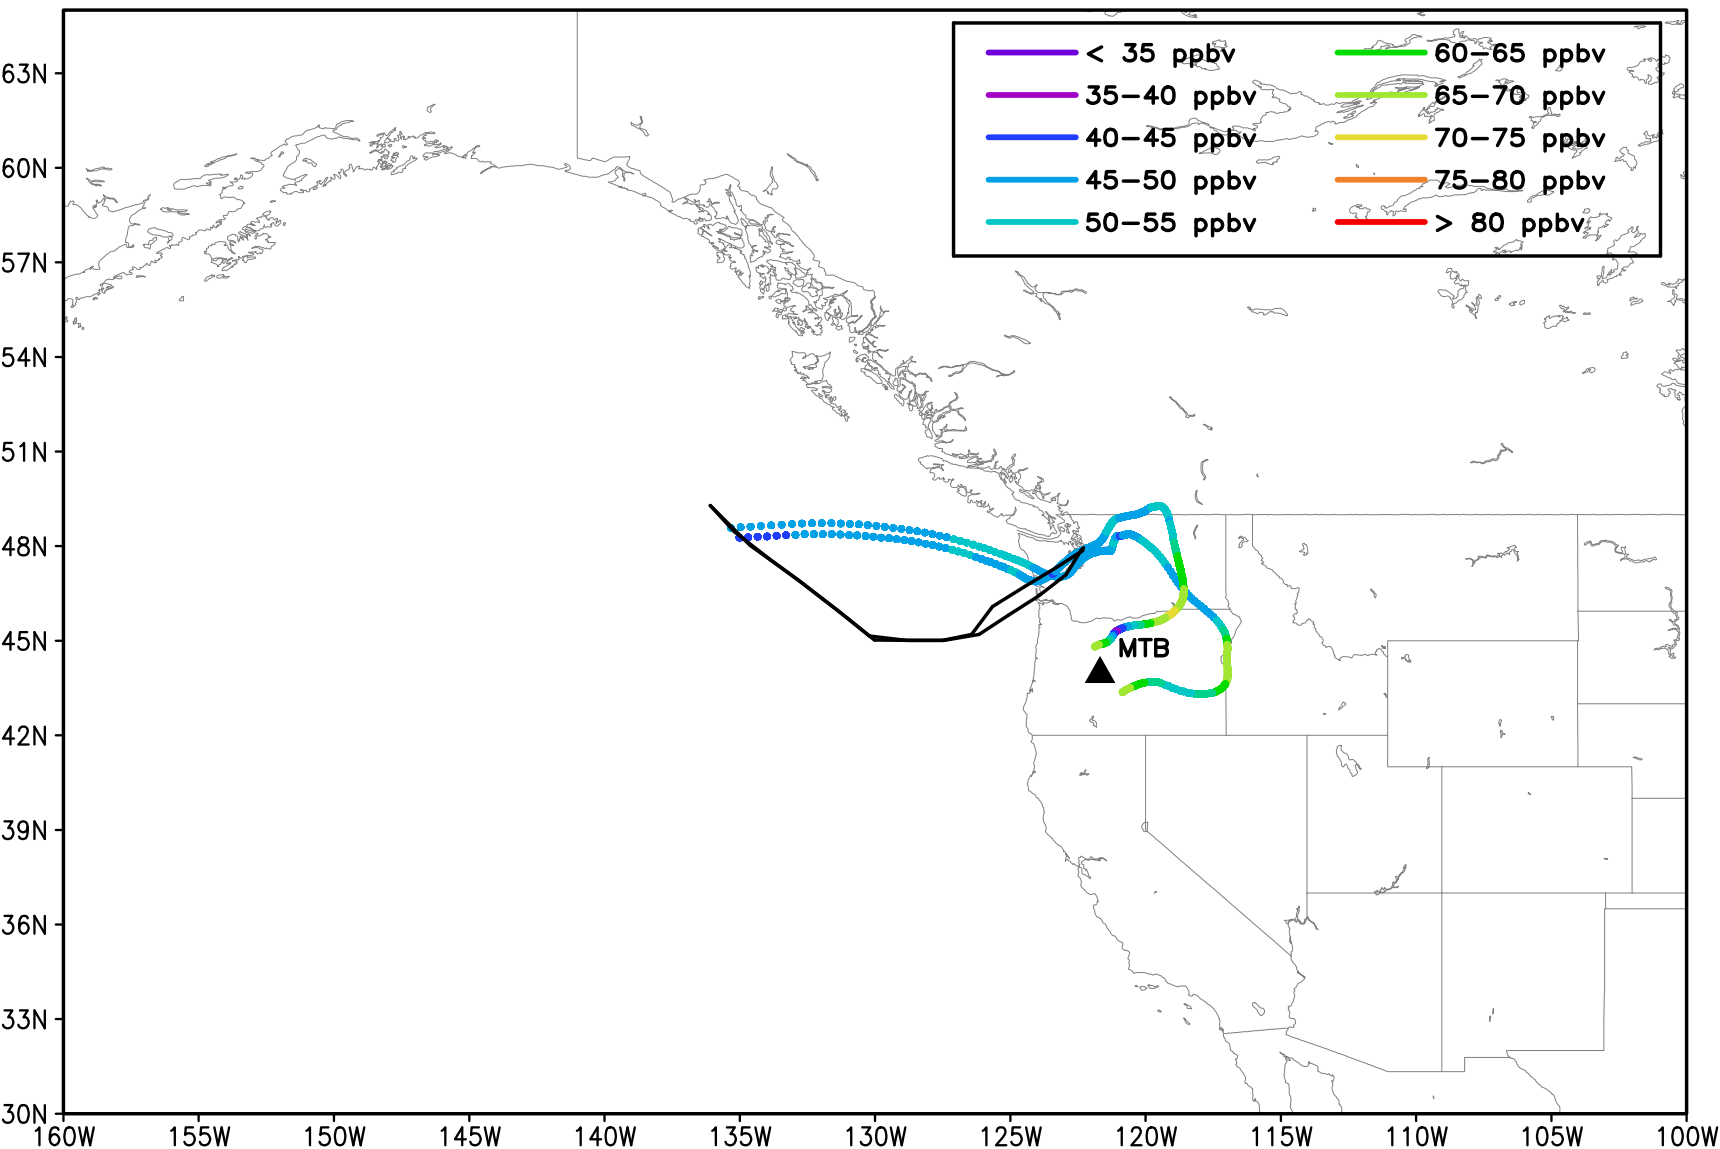 < 35 ppbv 60-65 ppbv
35-40 ppbv 65-70 ppbv
40-45 ppbv 70-75 ppbv
45-50 ppbv 75-80 ppbv
50-55 ppbv > 80 ppbv
63N
60N
57N
54N
51N
48N
45N
MTB
42N
39N
36N
33N
30N
160W 155W 150W 145W 140W 135W 130W 125W 120W 115W 110W 105W 100W